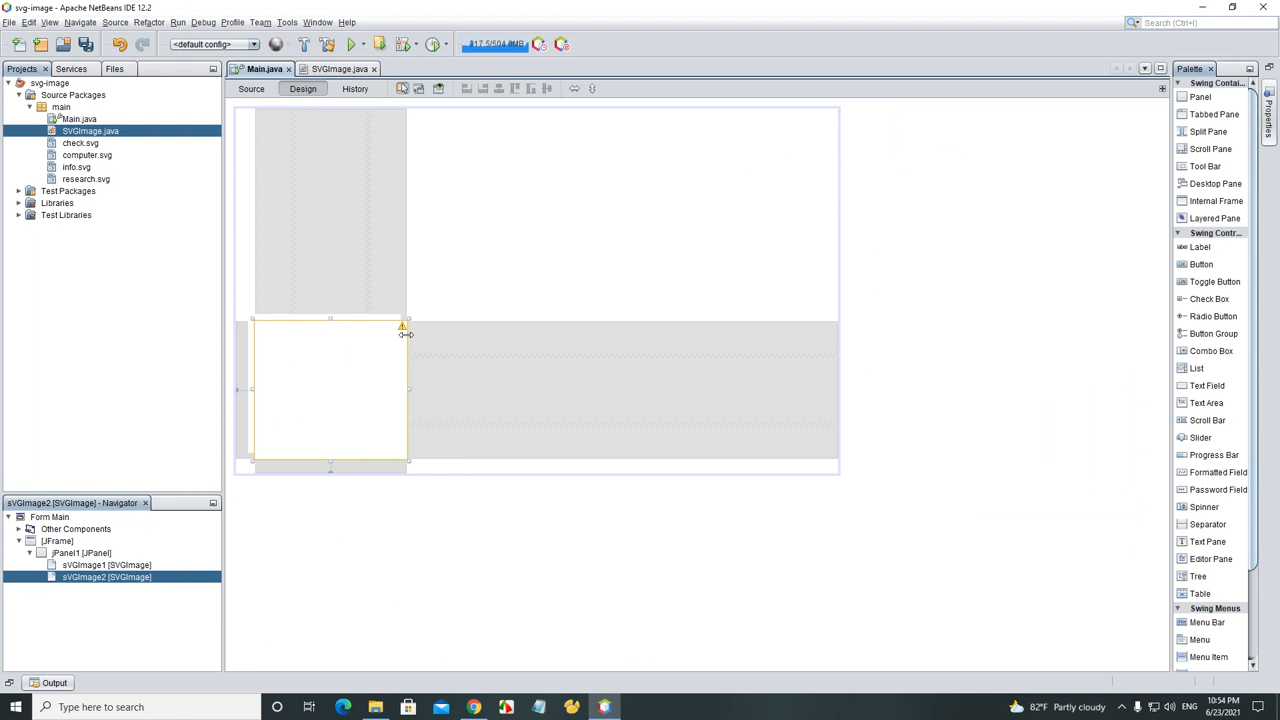 svg-image - Apache NetBeans IDE 12.2
File Edit View Navigate Source Refactor Run Debug Profile Team Tools Window Help
Search (Ctrl+I)
<default config>
Projects Services Files
Main.java SVGImage.java
Palette
Source Design History
svg-image
Source Packages
main
Main.java
SVGImage.java
check.svg
computer.svg
info.svg
research.svg
Test Packages
Libraries
Test Libraries
Swing Contai...
Panel
Tabbed Pane
Split Pane
Scroll Pane
Tool Bar
Desktop Pane
Internal Frame
Layered Pane
Swing Contr...
Label
Button
Toggle Button
Check Box
Radio Button
Button Group
Combo Box
List
Text Field
Text Area
Scroll Bar
Slider
Progress Bar
Formatted Field
Password Field
Spinner
Separator
Text Pane
Editor Pane
Tree
Table
Swing Menus
Menu Bar
Menu
Menu Item
Properties
sVGImage2 [SVGImage] - Navigator
Form Main
Other Components
[JFrame]
jPanel1 [JPanel]
sVGImage1 [SVGImage]
sVGImage2 [SVGImage]
Output
Type here to search
82°F Partly cloudy
ENG
10:54 PM
6/23/2021